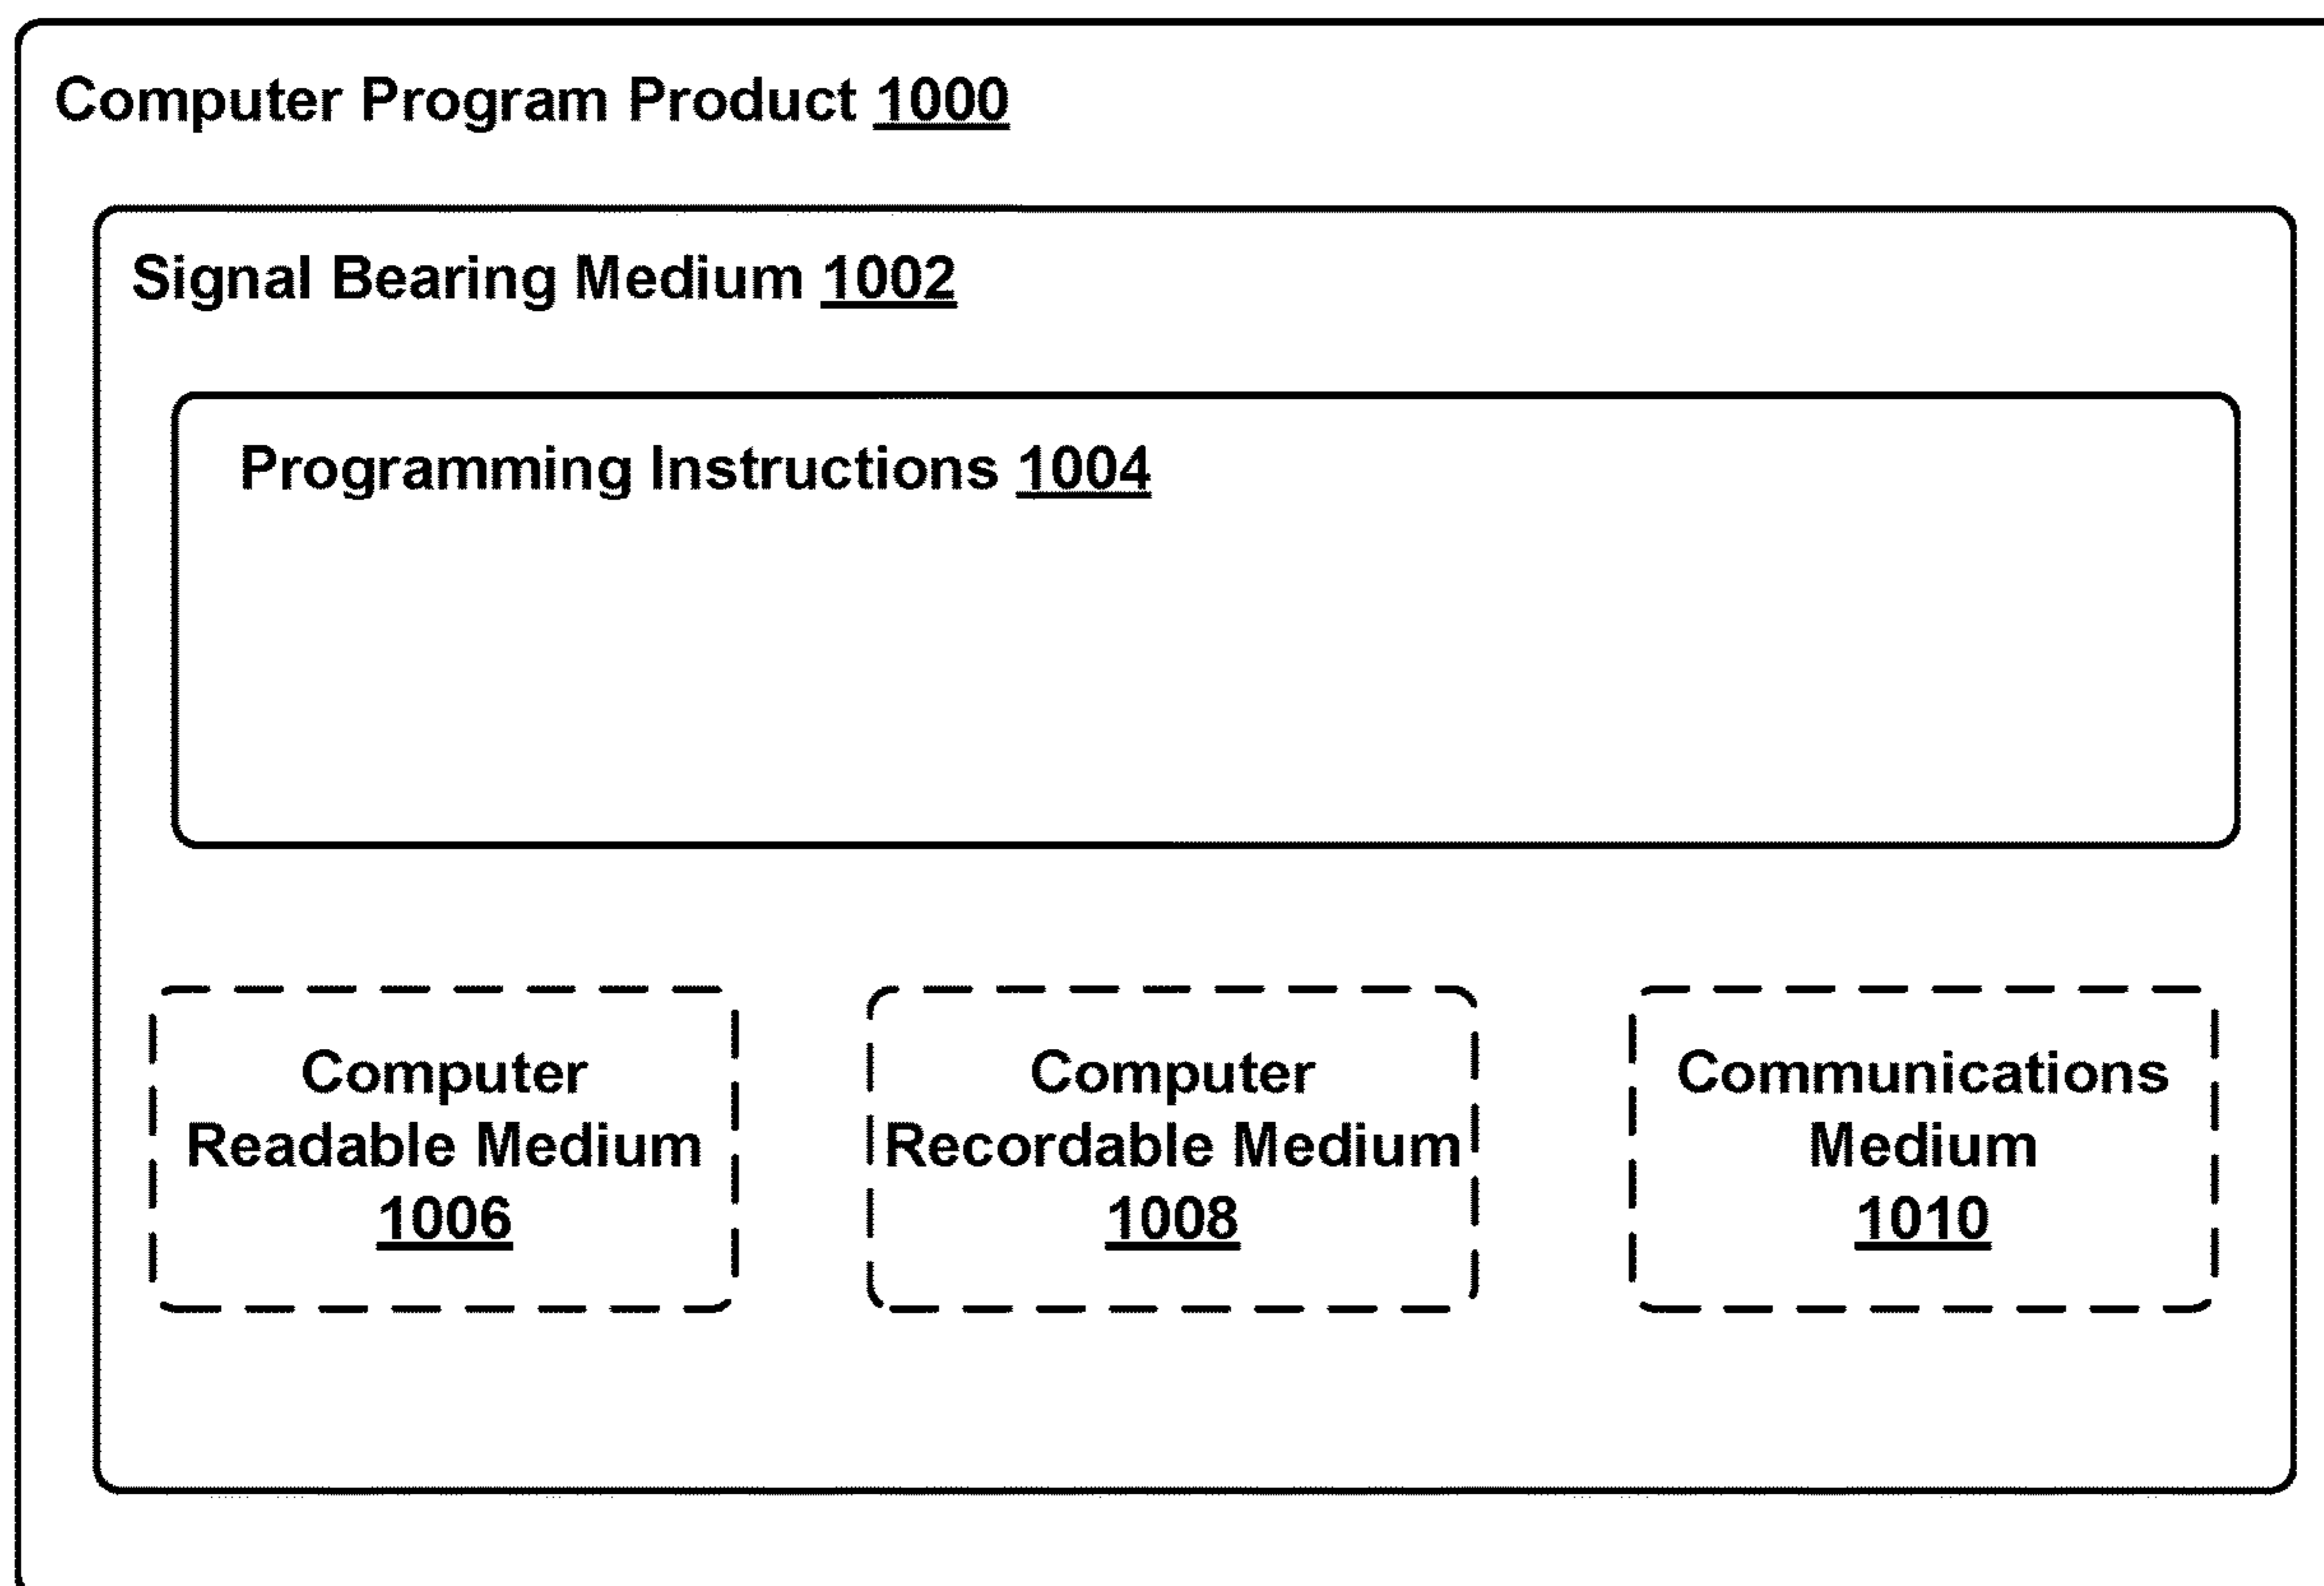 Computer Program Product 1000
Signal Bearing Medium 1002
Programming Instructions 1004
Computer
Readable Medium
1006
Computer
Recordable Medium
1008
Communications
Medium
1010